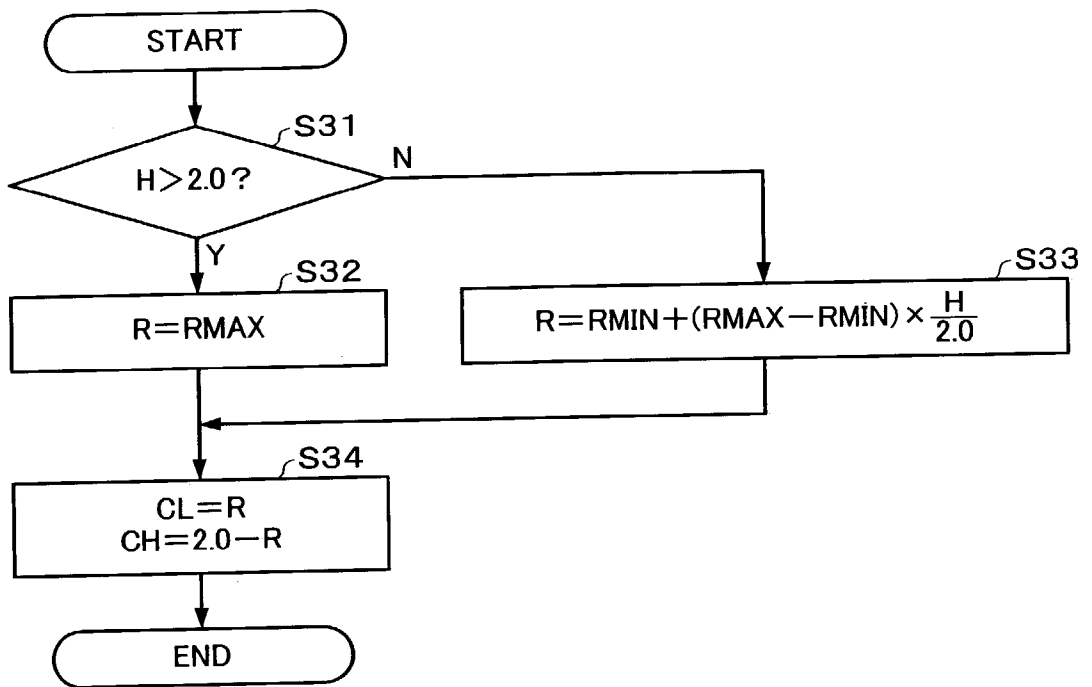 START
S31
H>2.0?
N
Y
S32
R=RMAX
S33
R=RMIN+(RMAX−RMIN)×H/2.0
S34
CL=R
CH=2.0−R
END